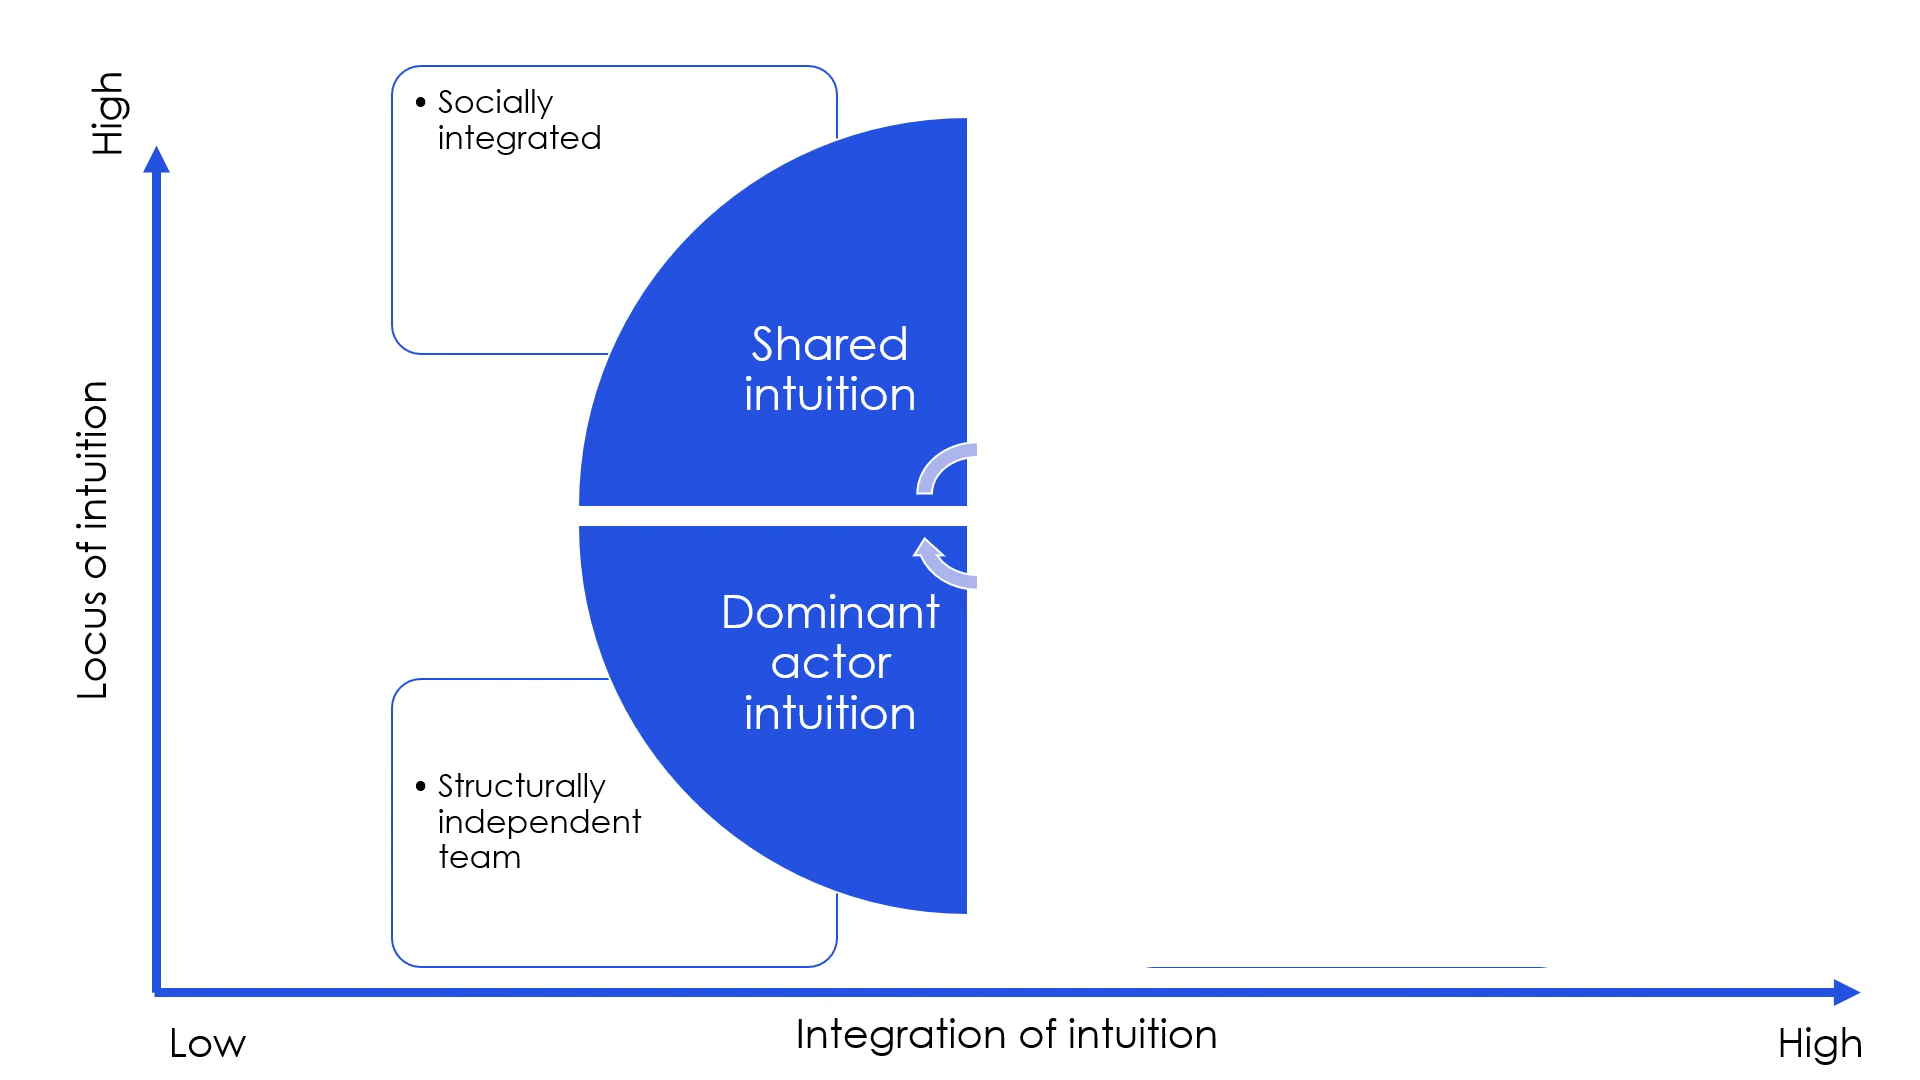 High
• Socially
integrated
Shared
intuition
Locus of intuition
Dominant
actor
intuition
• Structurally
independent
team
Low
Integration of intuition
High